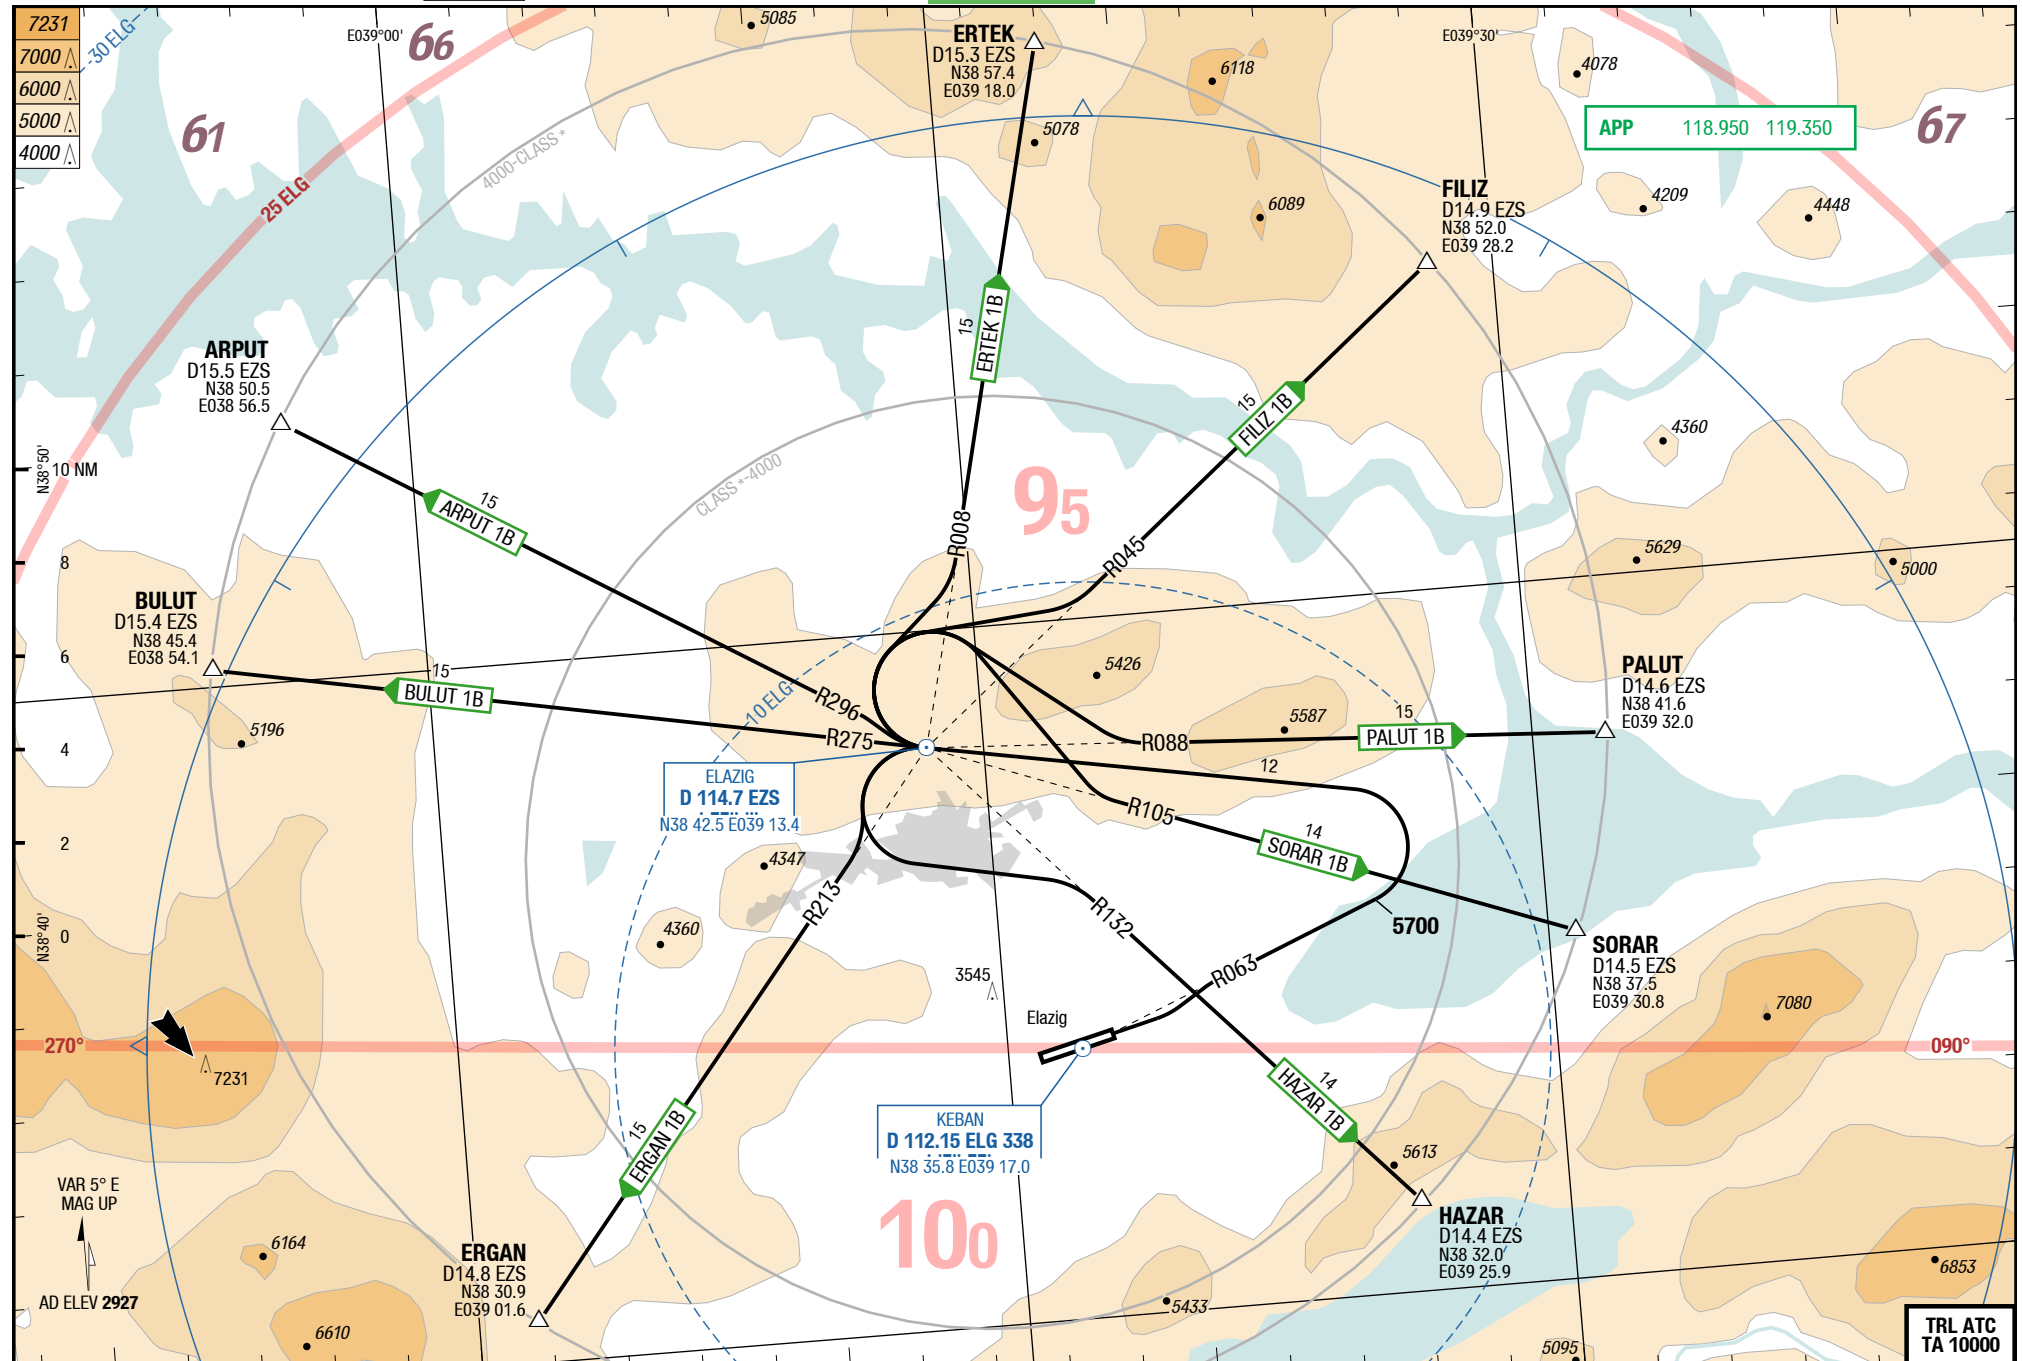 7231
7000
6000
5000
4000
-30 ELG
E039°00'
66
61
5085
ERTEK
D15.3 EZS
N38 57.4
E039 18.0
6118
5078
6089
E039°30'
4078
APP 118.950 119.350
67
FILIZ
D14.9 EZS
N38 52.0
E039 28.2
4209
4448
25 ELG
4000-CLASS *
ARPUT
D15.5 EZS
N38 50.5
E038 56.5
15
ERTEK 1B
15
FILIZ 1B
4360
N38°50'
10 NM
15
ARPUT 1B
CLASS *-4000
95
R008
R045
5629
5000
8
BULUT
D15.4 EZS
N38 45.4
E038 54.1
6
15
BULUT 1B
5196
R296
R275
-10 ELG-
5426
5587
R088
15
PALUT 1B
PALUT
D14.6 EZS
N38 41.6
E039 32.0
12
4
ELAZIG
D 114.7 EZS
N38 42.5 E039 13.4
R105
14
SORAR 1B
2
4347
R213
R132
4360
N38°40'
0
5700
R063
SORAR
D14.5 EZS
N38 37.5
E039 30.8
3545
Elazig
7080
270°
090°
7231
KEBAN
D 112.15 ELG 338
N38 35.8 E039 17.0
14
HAZAR 1B
15
ERGAN 1B
5613
VAR 5° E
MAG UP
100
HAZAR
D14.4 EZS
N38 32.0
E039 25.9
6164
ERGAN
D14.8 EZS
N38 30.9
E039 01.6
6853
AD ELEV 2927
5433
6610
5095
TRL ATC
TA 10000